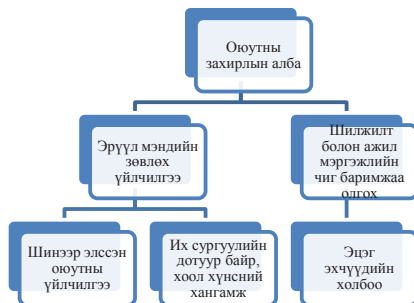 Оюутны
захирлын алба
Эрүүл мэндийн
зөвлөх
үйлчилгээ
Шилжилт
болон ажил
мэргэжлийн
чиг баримжаа
олгох
Шинээр элссэн
оюутны
үйлчилгээ
Их сургуулийн
дотуур байр,
хоол хүнсний
хангамж
Эцэг
эхчүүдийн
холбоо